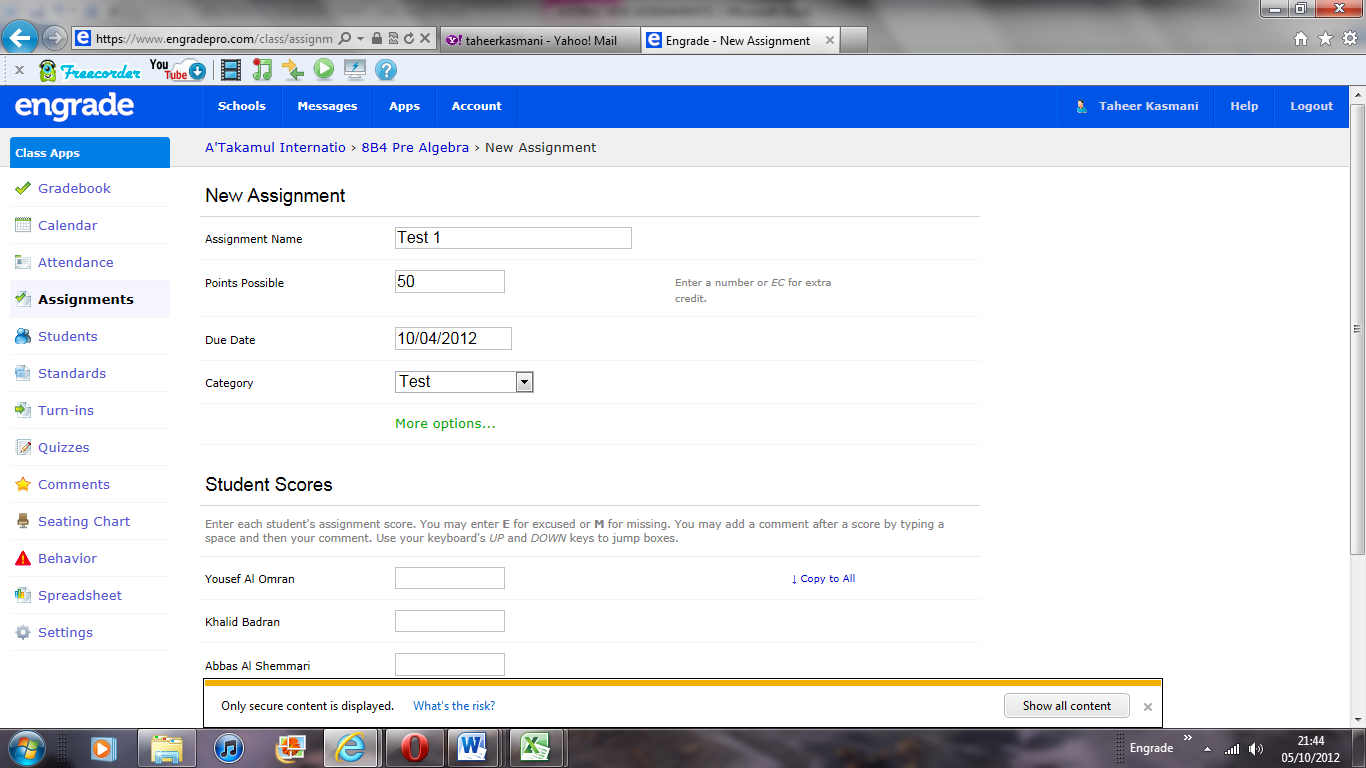 https://www.engradepro.com/class/assignm
taheerkasmani - Yahoo! Mail
Engrade - New Assignment
Freecorder
You Tube
engrade
Schools
Messages
Apps
Account
Taheer Kasmani
Help
Logout
Class Apps
A'Takamul Internatio › 8B4 Pre Algebra › New Assignment
Gradebook
Calendar
Attendance
Assignments
Students
Standards
Turn-ins
Quizzes
Comments
Seating Chart
Behavior
Spreadsheet
Settings
New Assignment
Assignment Name
Test 1
Points Possible
50
Enter a number or EC for extra
credit.
Due Date
10/04/2012
Category
Test
More options...
Student Scores
Enter each student's assignment score. You may enter E for excused or M for missing. You may add a comment after a score by typing a
space and then your comment. Use your keyboard's UP and DOWN keys to jump boxes.
Yousef Al Omran
↓ Copy to All
Khalid Badran
Abbas Al Shemmari
Only secure content is displayed.
What's the risk?
Show all content
Engrade
21:44
05/10/2012